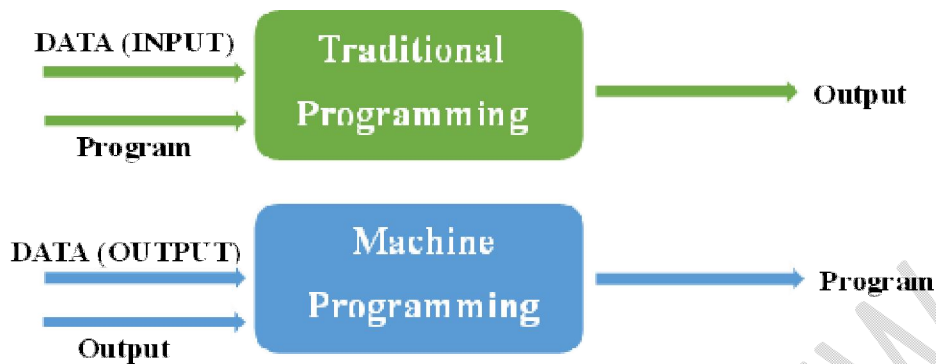 DATA (INPUT)
Program
Traditional
Programming
Output
DATA (OUTPUT)
Output
Machine
Programming
Program